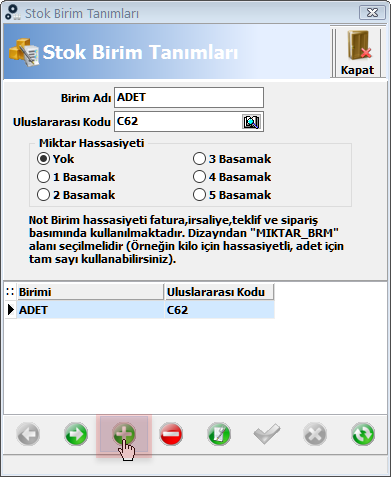 Stok Birim Tanımları
Stok Birim Tanımları
Kapat
Birim Adı ADET
Uluslararası Kodu C62
Miktar Hassasiyeti
Yok 3 Basamak
1 Basamak 4 Basamak
2 Basamak 5 Basamak
Not Birim hassasiyeti fatura,irsaliye,teklif ve sipariş
basımında kullanılmaktadır. Dizayndan "MIKTAR_BRM"
alanı seçilmelidir (Örneğin kilo için hassasiyetli, adet için
tam sayı kullanabilirsiniz).
Birimi Uluslararası Kodu
ADET C62